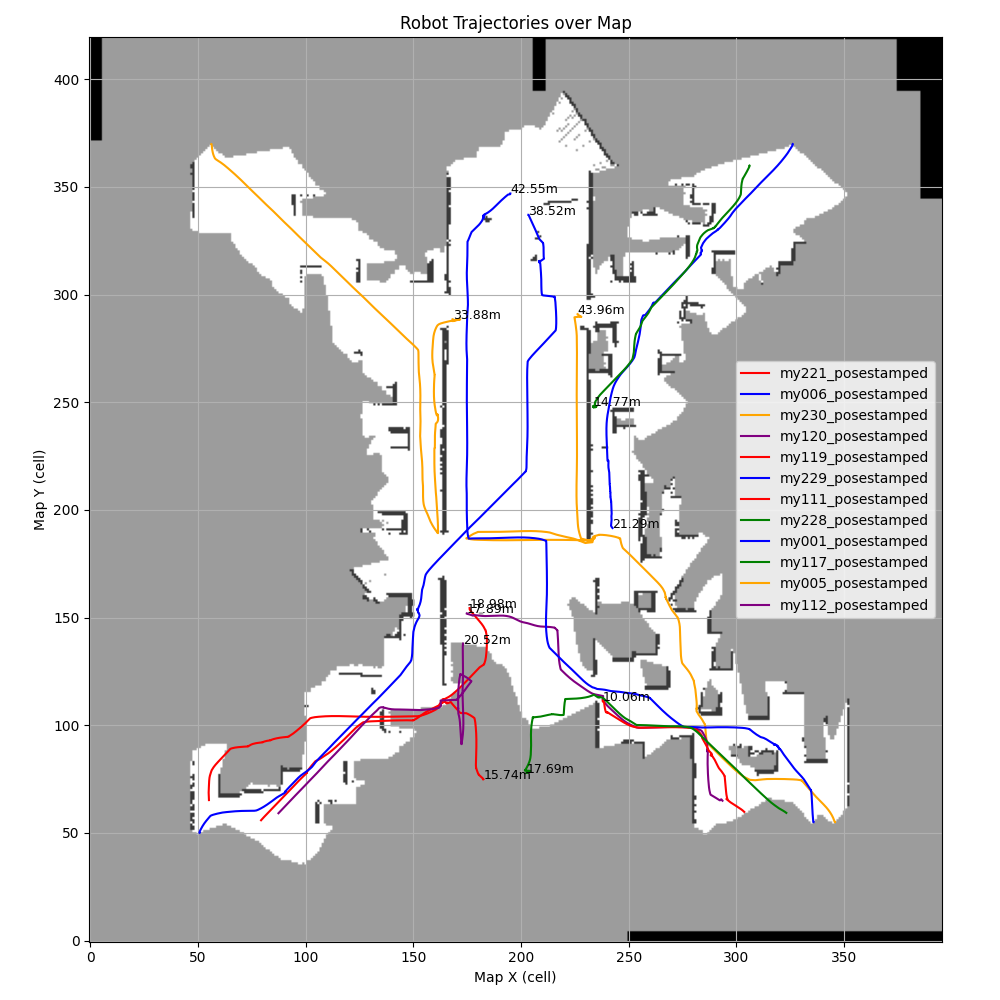 Robot Trajectories over Map
Map Y (cell)
400
350
300
250
200
150
100
50
0
42.55m
38.52m
33.88m
43.96m
14.77m
21.29m
18.98m
17.89m
20.52m
10.06m
15.74m
17.69m
my221_posestamped
my006_posestamped
my230_posestamped
my120_posestamped
my119_posestamped
my229_posestamped
my111_posestamped
my228_posestamped
my001_posestamped
my117_posestamped
my005_posestamped
my112_posestamped
0 50 100 150 200 250 300 350
Map X (cell)